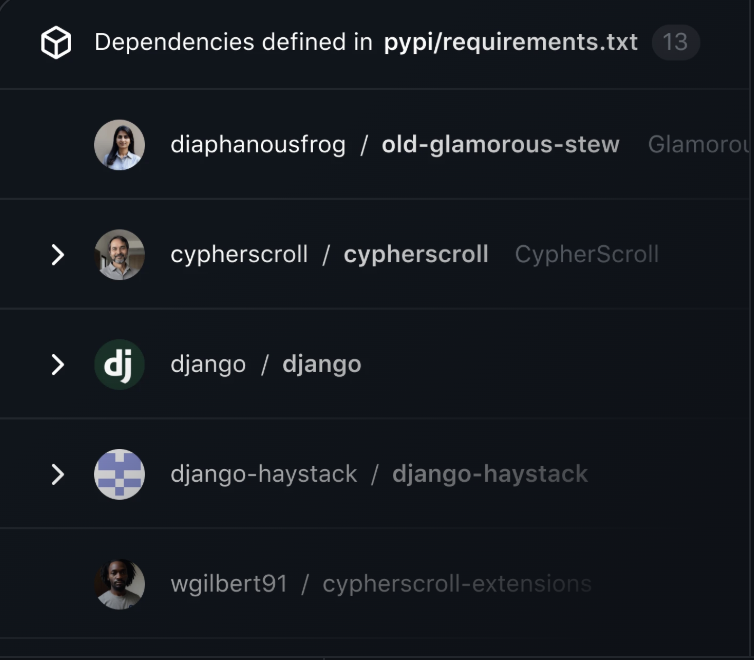 Dependencies defined in pypi/requirements.txt 13
diaphanousfrog / old-glamorous-stew Glamorou
cypherscroll / cypherscroll CypherScroll
dj django / django
django-haystack / django-haystack
wgilbert91 / cypherscroll-extensions